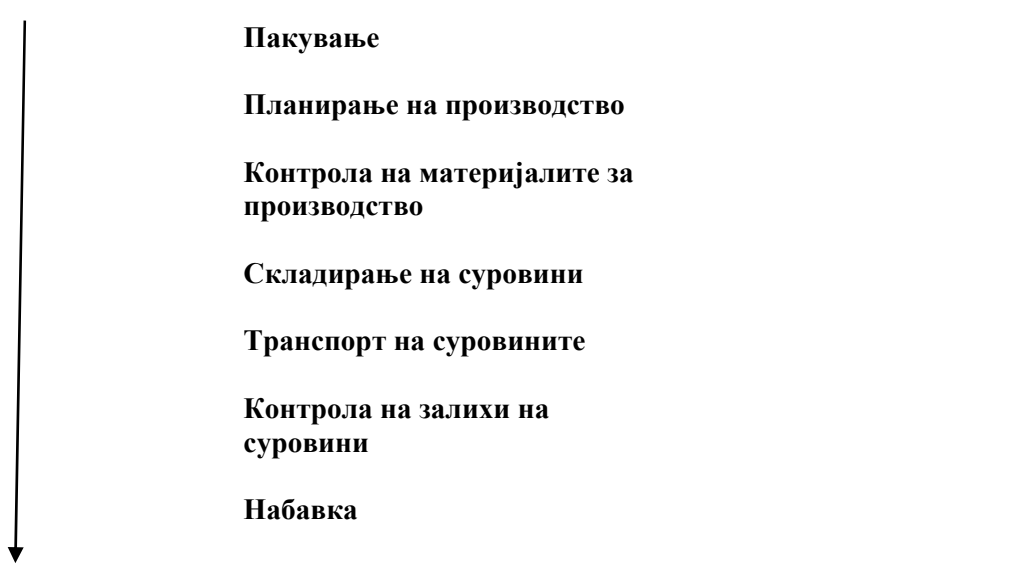 Пакување
Планирање на производство
Контрола на материјалите за
производство
Складирање на суровини
Транспорт на суровините
Контрола на залихи на
суровини
Набавка